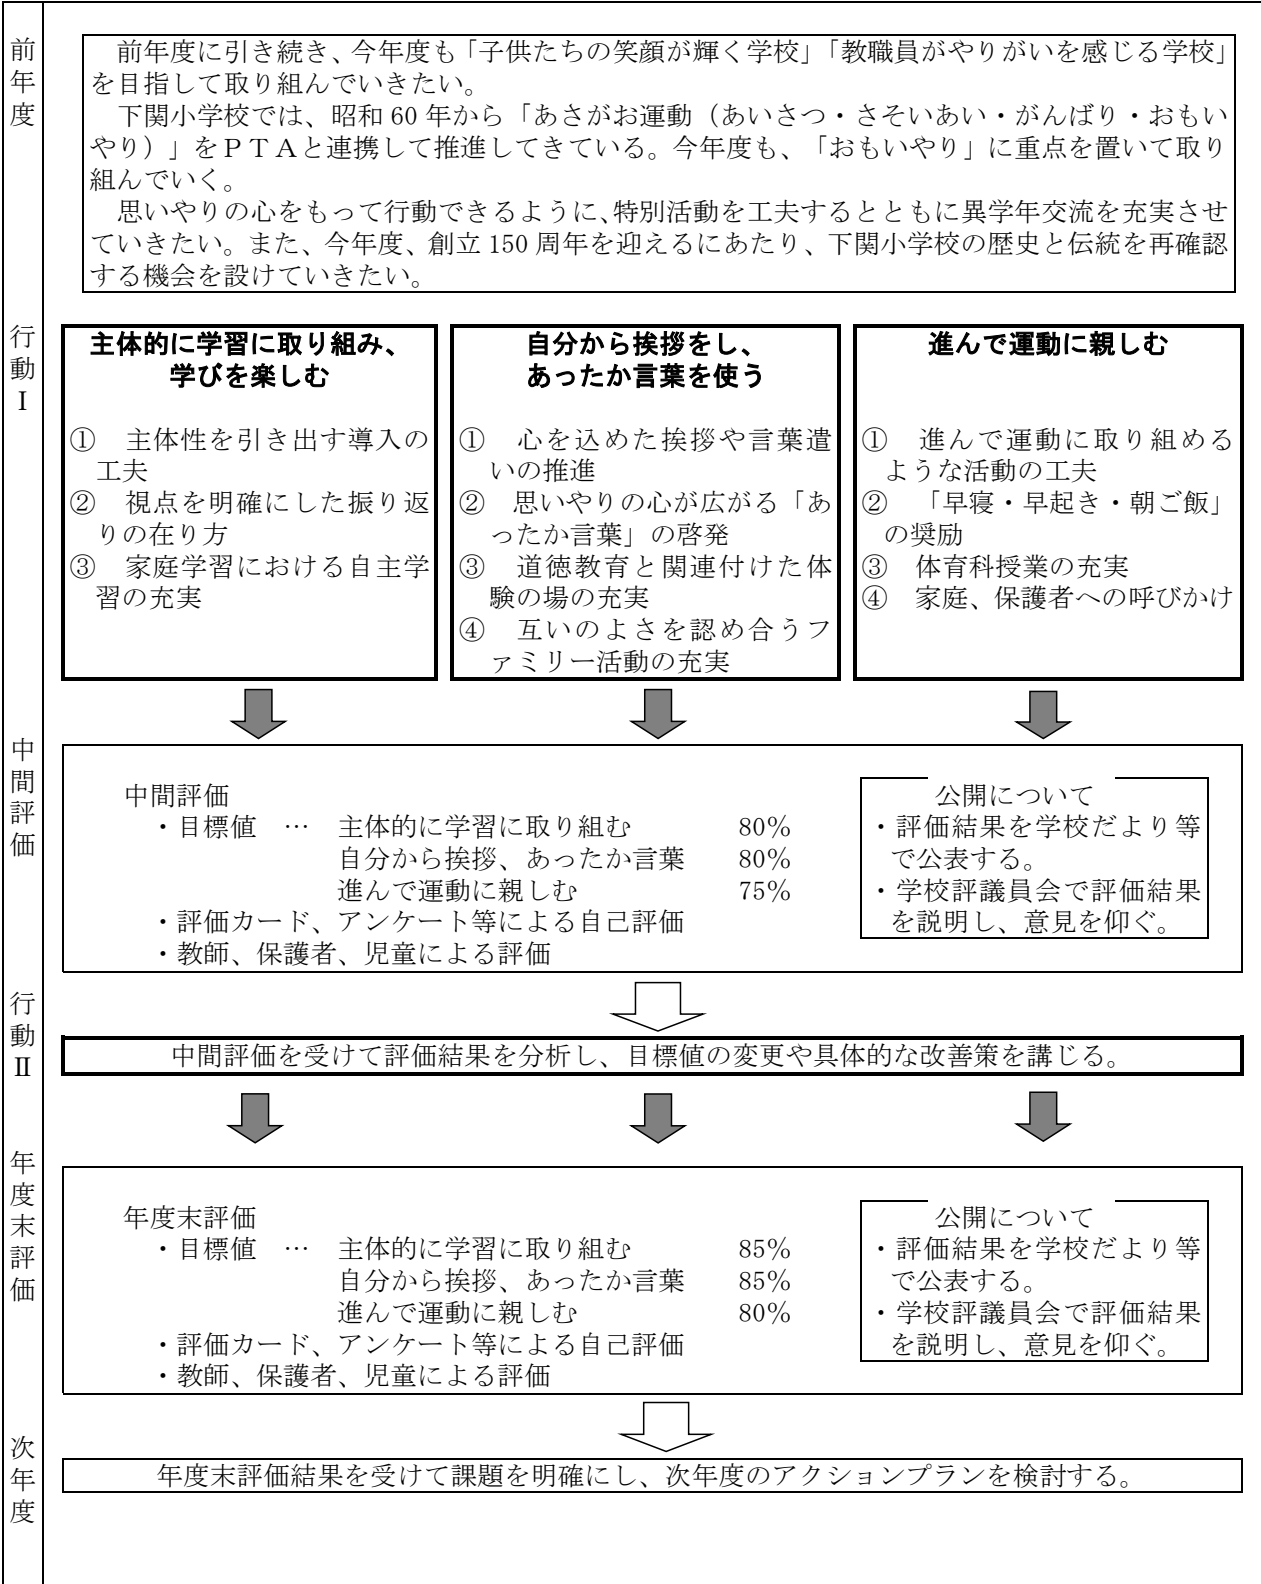 前年度
前年度に引き続き、今年度も「子供たちの笑顔が輝く学校」「教職員がやりがいを感じる学校」
を目指して取り組んでいきたい。
下関小学校では、昭和 60 年から「あさがお運動（あいさつ・さそいあい・がんばり・おもい
やり）」をＰＴＡと連携して推進してきている。今年度も、「おもいやり」に重点を置いて取り
組んでいく。
思いやりの心をもって行動できるように、特別活動を工夫するとともに異学年交流を充実させ
ていきたい。また、今年度、創立 150 周年を迎えるにあたり、下関小学校の歴史と伝統を再確認
する機会を設けていきたい。
行動Ⅰ
主体的に学習に取り組み、
学びを楽しむ
①　主体性を引き出す導入の
工夫
②　視点を明確にした振り返
りの在り方
③　家庭学習における自主学
習の充実
自分から挨拶をし、
あったか言葉を使う
①　心を込めた挨拶や言葉遣
いの推進
②　思いやりの心が広がる「あ
ったか言葉」の啓発
③　道徳教育と関連付けた体
験の場の充実
④　互いのよさを認め合うフ
ァミリー活動の充実
進んで運動に親しむ
①　進んで運動に取り組める
ような活動の工夫
②　「早寝・早起き・朝ご飯」
の奨励
③　体育科授業の充実
④　家庭、保護者への呼びかけ
中間評価
中間評価
・目標値　…　主体的に学習に取り組む　80%
自分から挨拶、あったか言葉　80%
進んで運動に親しむ　75%
・評価カード、アンケート等による自己評価
・教師、保護者、児童による評価
公開について
・評価結果を学校だより等
で公表する。
・学校評議員会で評価結果
を説明し、意見を仰ぐ。
行動Ⅱ
中間評価を受けて評価結果を分析し、目標値の変更や具体的な改善策を講じる。
年度末評価
年度末評価
・目標値　…　主体的に学習に取り組む　85%
自分から挨拶、あったか言葉　85%
進んで運動に親しむ　80%
・評価カード、アンケート等による自己評価
・教師、保護者、児童による評価
公開について
・評価結果を学校だより等
で公表する。
・学校評議員会で評価結果
を説明し、意見を仰ぐ。
次年度
年度末評価結果を受けて課題を明確にし、次年度のアクションプランを検討する。